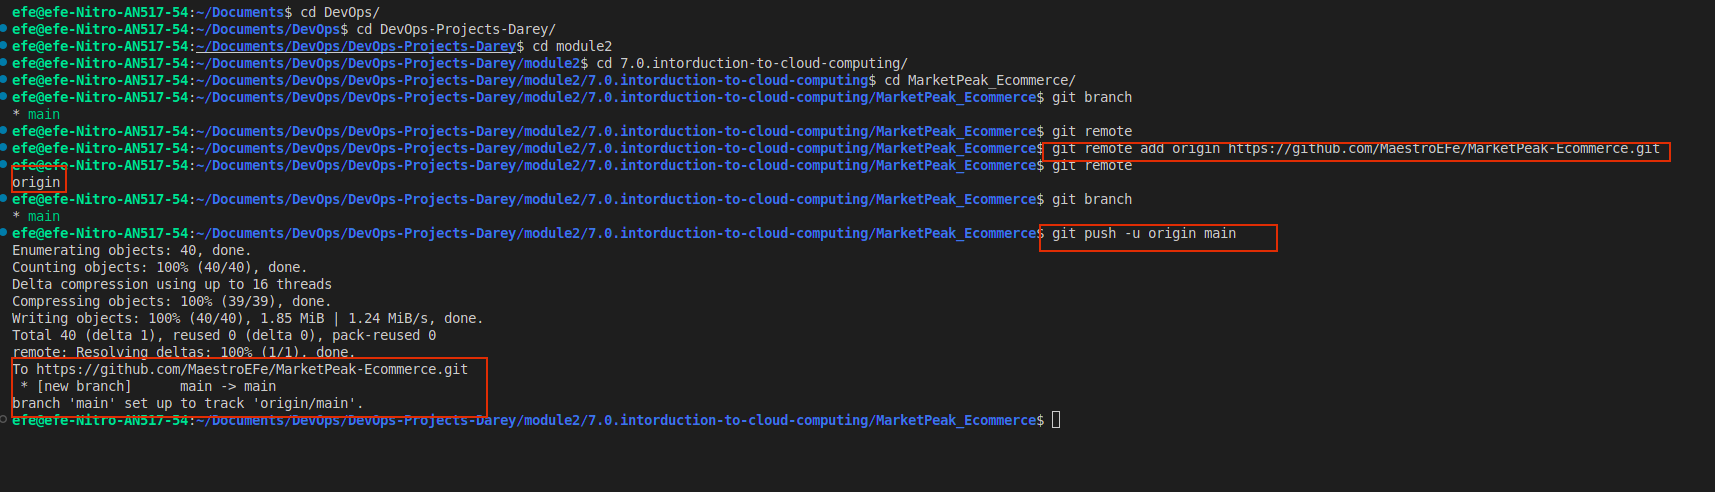 efe@efe-Nitro-AN517-54:~/Documents$ cd DevOps/
efe@efe-Nitro-AN517-54:~/Documents/DevOps$ cd DevOps-Projects-Darey/
efe@efe-Nitro-AN517-54:~/Documents/DevOps/DevOps-Projects-Darey$ cd module2
efe@efe-Nitro-AN517-54:~/Documents/DevOps/DevOps-Projects-Darey/module2$ cd 7.0.intorduction-to-cloud-computing/
efe@efe-Nitro-AN517-54:~/Documents/DevOps/DevOps-Projects-Darey/module2/7.0.intorduction-to-cloud-computing$ cd MarketPeak_Ecommerce/
efe@efe-Nitro-AN517-54:~/Documents/DevOps/DevOps-Projects-Darey/module2/7.0.intorduction-to-cloud-computing/MarketPeak_Ecommerce$ git branch
* main
efe@efe-Nitro-AN517-54:~/Documents/DevOps/DevOps-Projects-Darey/module2/7.0.intorduction-to-cloud-computing/MarketPeak_Ecommerce$ git remote
efe@efe-Nitro-AN517-54:~/Documents/DevOps/DevOps-Projects-Darey/module2/7.0.intorduction-to-cloud-computing/MarketPeak_Ecommerce$ git remote add origin https://github.com/MaestroEFe/MarketPeak-Ecommerce.git
efe@efe-Nitro-AN517-54:~/Documents/DevOps/DevOps-Projects-Darey/module2/7.0.intorduction-to-cloud-computing/MarketPeak_Ecommerce$ git remote
origin
efe@efe-Nitro-AN517-54:~/Documents/DevOps/DevOps-Projects-Darey/module2/7.0.intorduction-to-cloud-computing/MarketPeak_Ecommerce$ git branch
* main
efe@efe-Nitro-AN517-54:~/Documents/DevOps/DevOps-Projects-Darey/module2/7.0.intorduction-to-cloud-computing/MarketPeak_Ecommerce$ git push -u origin main
Enumerating objects: 40, done.
Counting objects: 100% (40/40), done.
Delta compression using up to 16 threads
Compressing objects: 100% (39/39), done.
Writing objects: 100% (40/40), 1.85 MiB | 1.24 MiB/s, done.
Total 40 (delta 1), reused 0 (delta 0), pack-reused 0
remote: Resolving deltas: 100% (1/1), done.
To https://github.com/MaestroEFe/MarketPeak-Ecommerce.git
 * [new branch]      main -> main
branch 'main' set up to track 'origin/main'.
efe@efe-Nitro-AN517-54:~/Documents/DevOps/DevOps-Projects-Darey/module2/7.0.intorduction-to-cloud-computing/MarketPeak_Ecommerce$